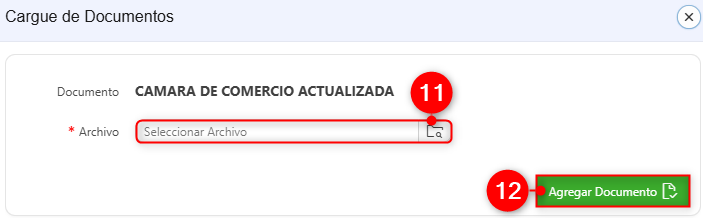 Cargue de Documentos
Documento CAMARA DE COMERCIO ACTUALIZADA
11
* Archivo Seleccionar Archivo
12 Agregar Documento